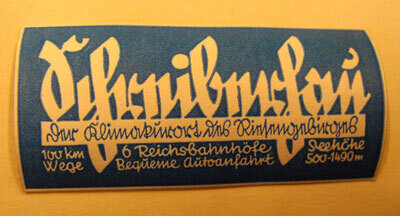 Schreiberhau
Der Klimakurort des Riesengebirges
100 km 6 Reichsbahnhöfe Seehöhe
Wege Bequeme Autoanfahrt 500-1490 m